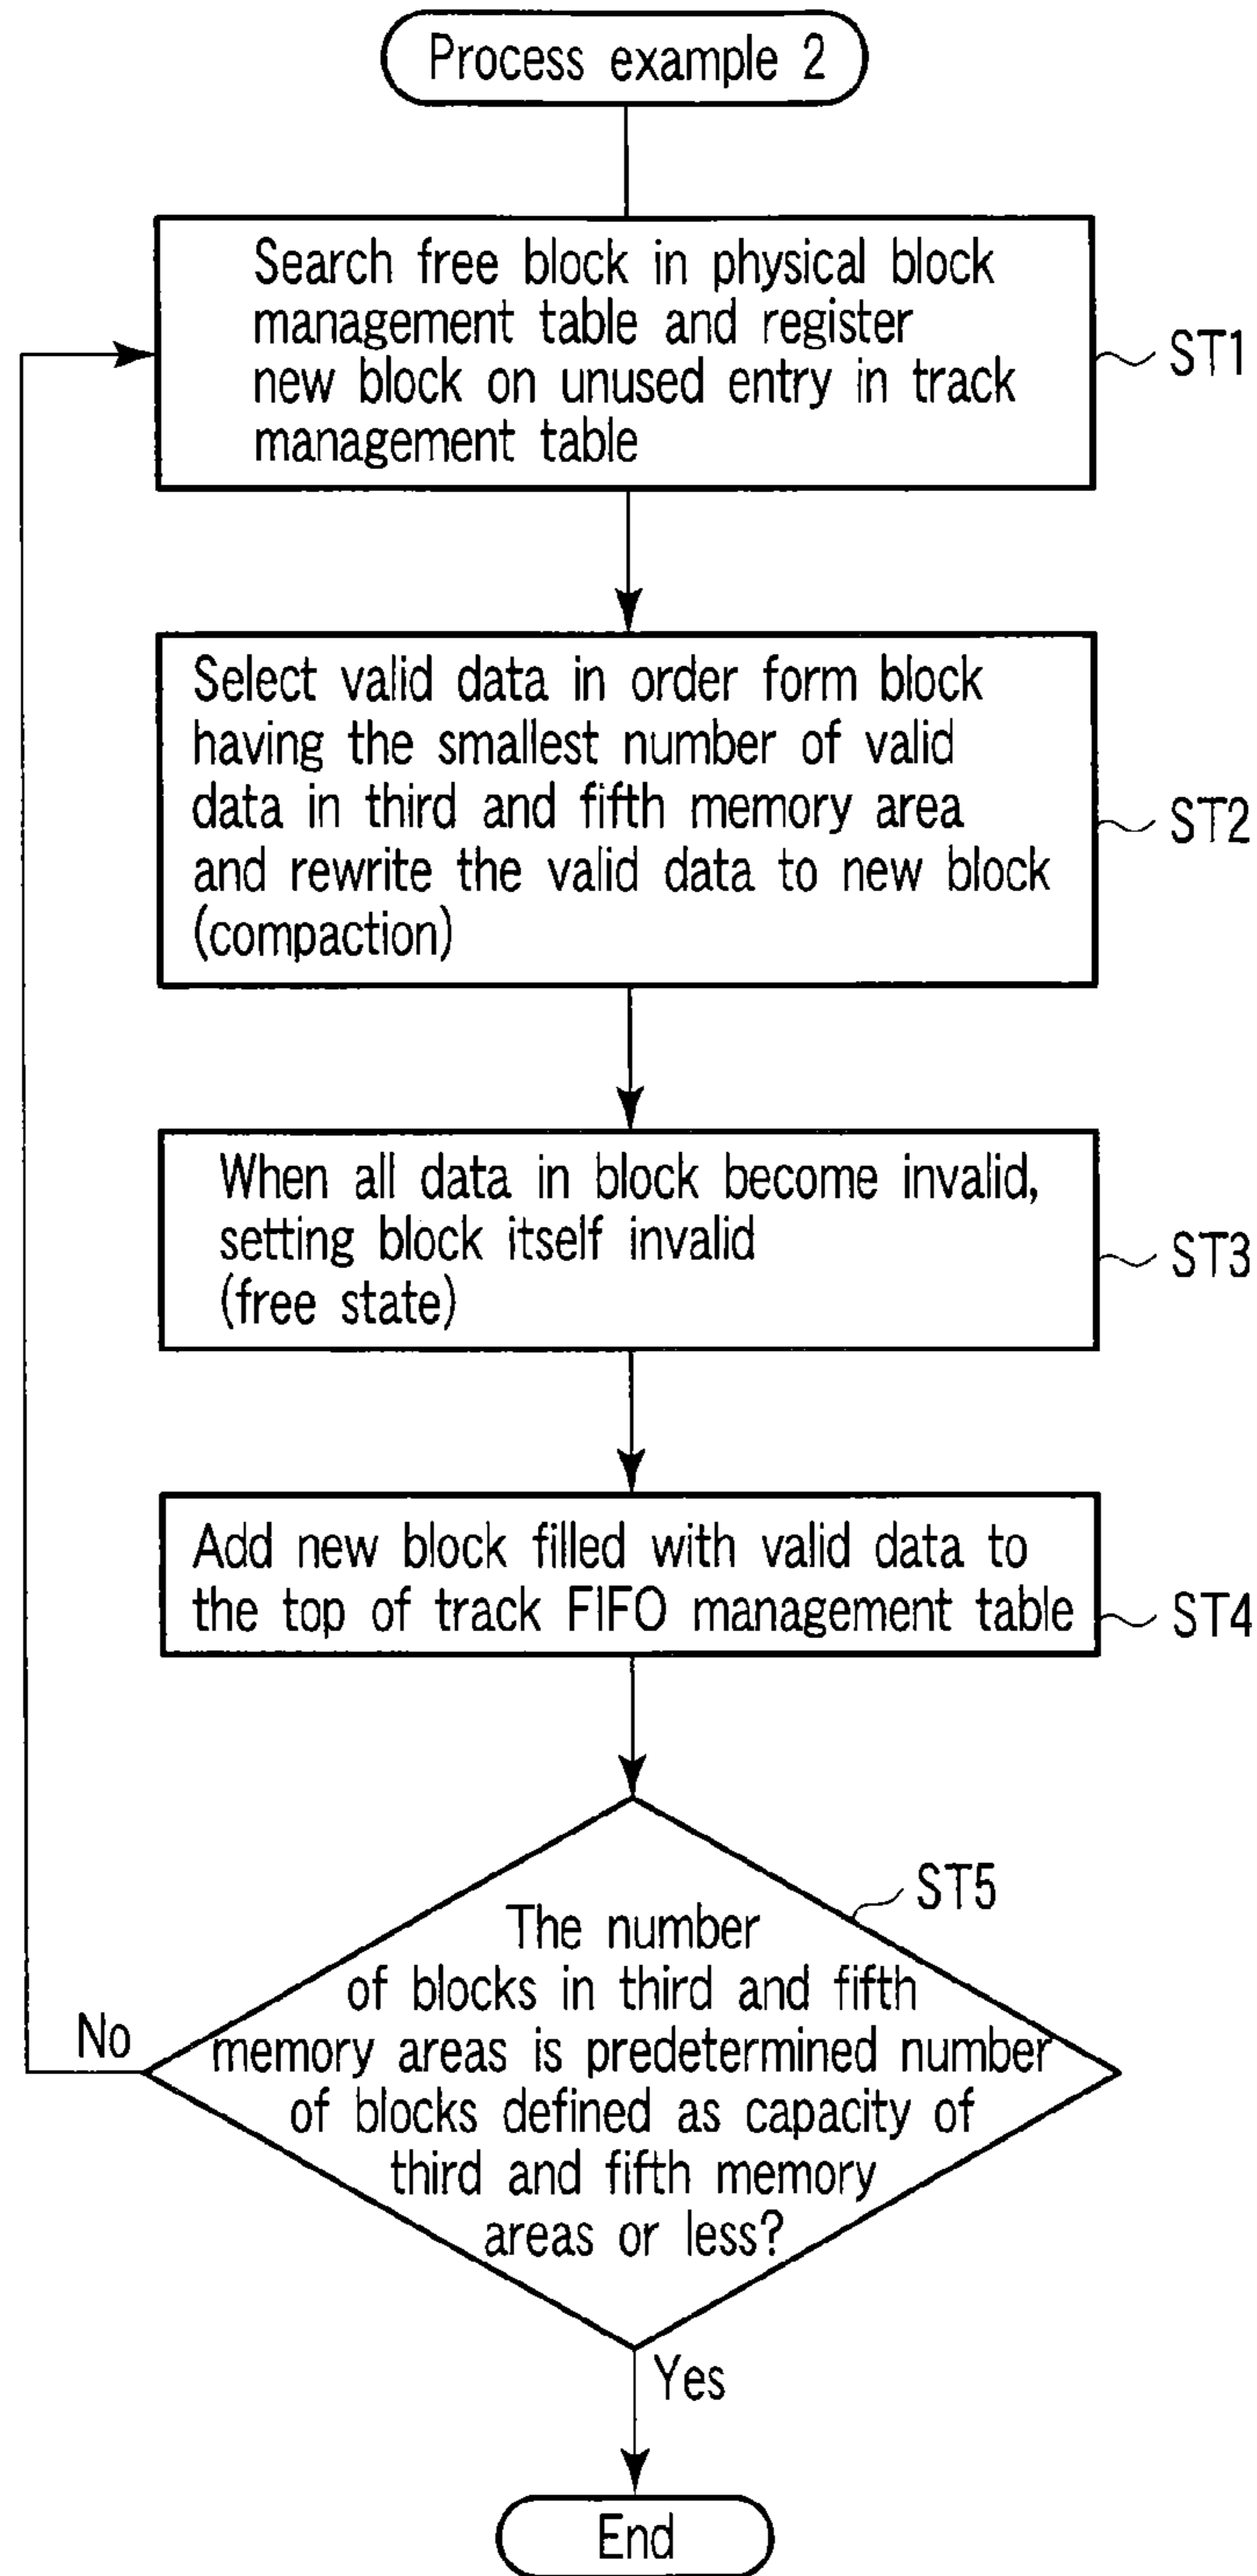 Process example 2
Search free block in physical block
management table and register
new block on unused entry in track
management table
ST1
Select valid data in order form block
having the smallest number of valid
data in third and fifth memory area
and rewrite the valid data to new block
(compaction)
ST2
When all data in block become invalid,
setting block itself invalid
(free state)
ST3
Add new block filled with valid data to
the top of track FIFO management table
ST4
ST5
The number
of blocks in third and fifth
memory areas is predetermined number
of blocks defined as capacity of
third and fifth memory
areas or less?
No
Yes
End